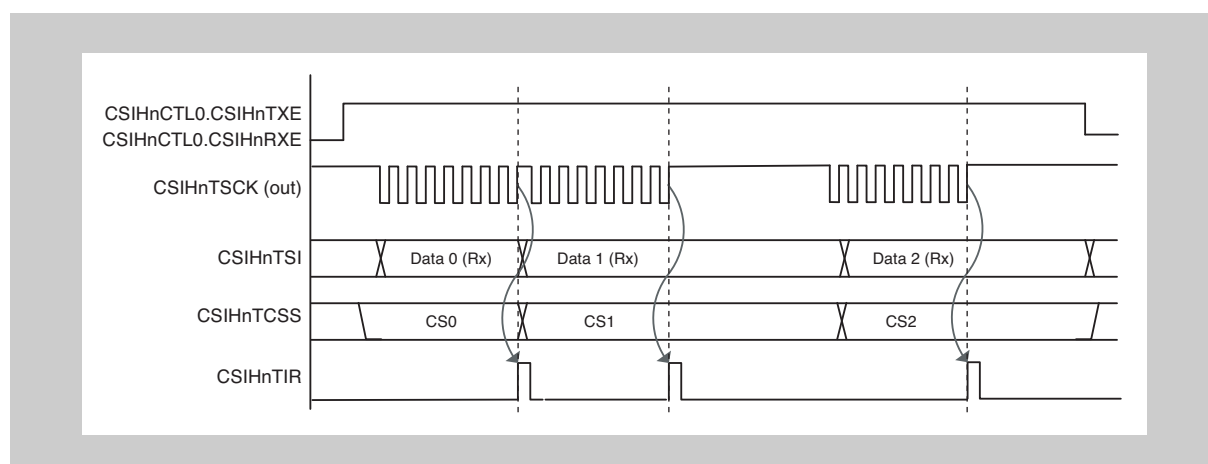 CSIHnCTL0.CSIHnTXE
CSIHnCTL0.CSIHnRXE
CSIHnTSCK (out)
CSIHnTSI
Data 0 (Rx)
Data 1 (Rx)
Data 2 (Rx)
CSIHnTCSS
CS0
CS1
CS2
CSIHnTIR